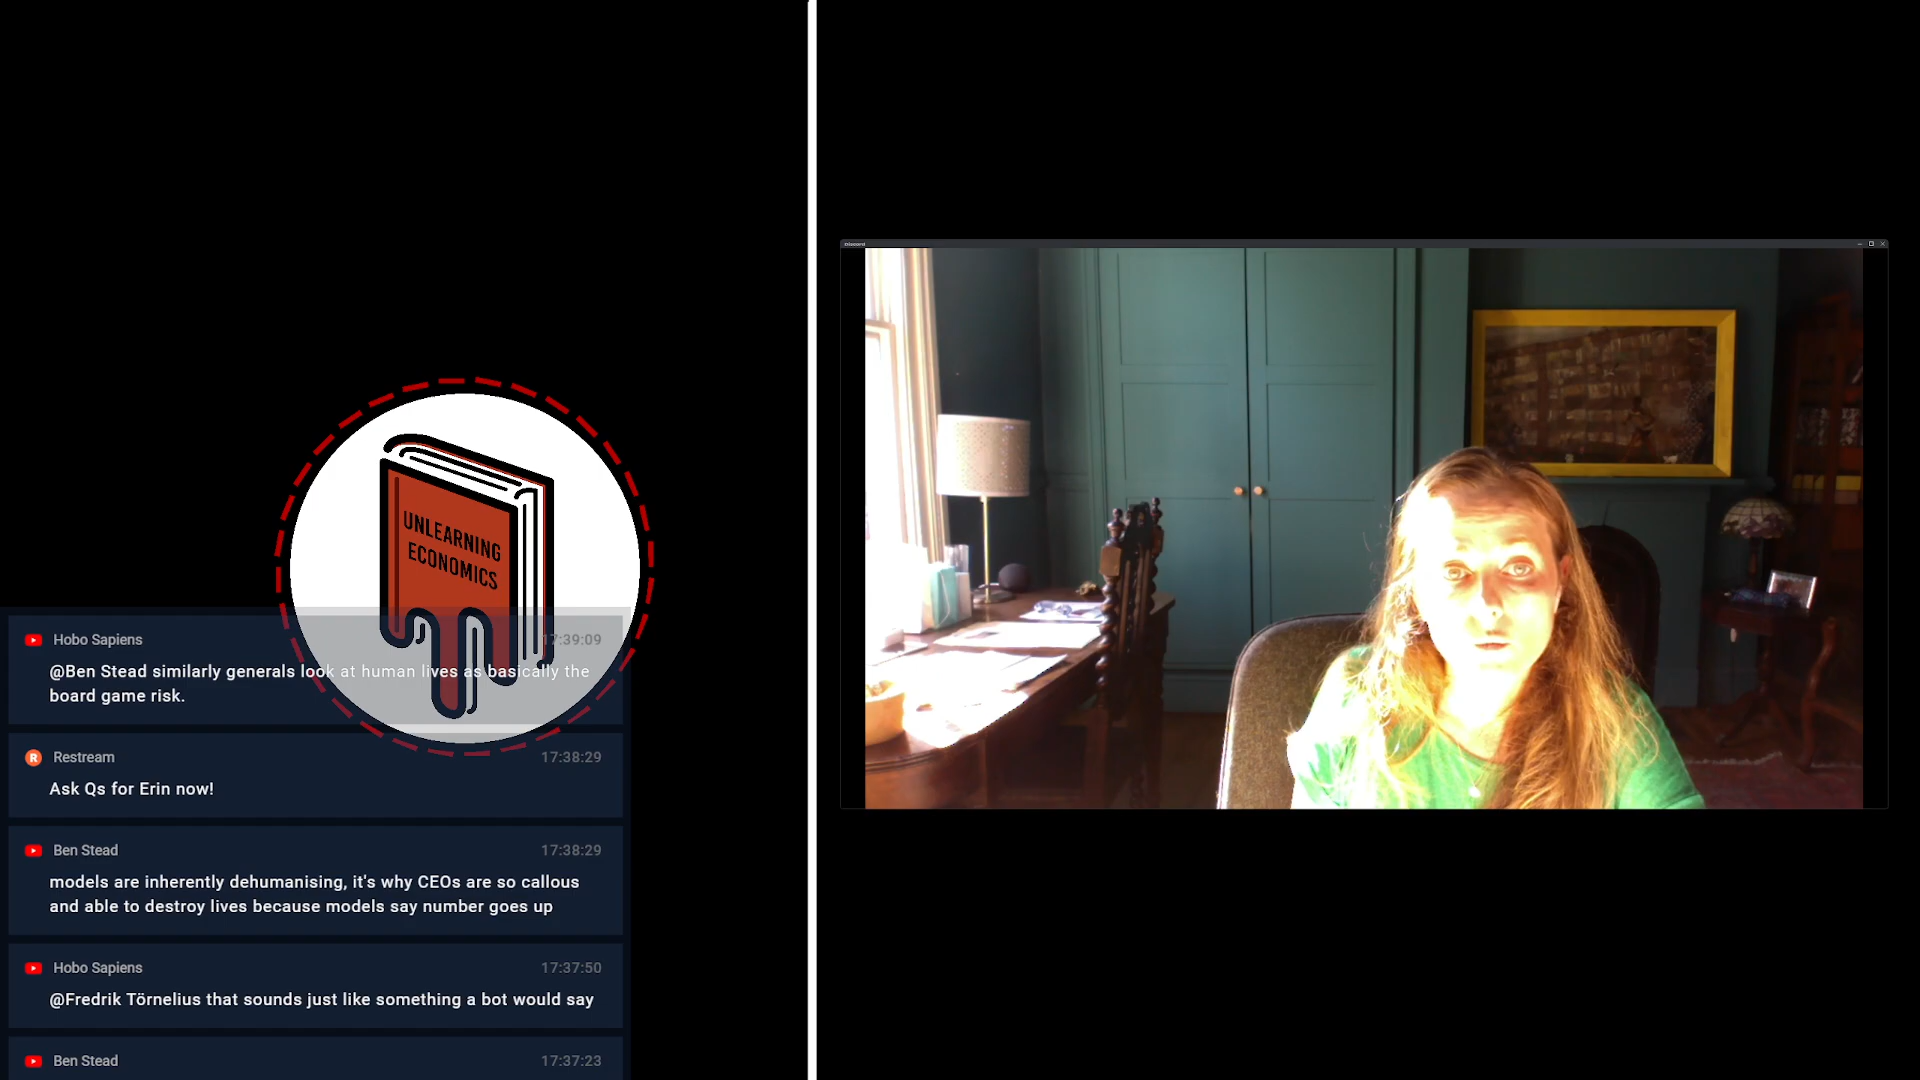 UNLEARNING
ECONOMICS
Hobo Sapiens 17:39:09
@Ben Stead similarly generals look at human lives as basically the
board game risk.
Restream 17:38:29
Ask Qs for Erin now!
Ben Stead 17:38:29
models are inherently dehumanising, it's why CEOs are so callous
and able to destroy lives because models say number goes up
Hobo Sapiens 17:37:50
@Fredrik Törnelius that sounds just like something a bot would say
Ben Stead 17:37:23
Discord